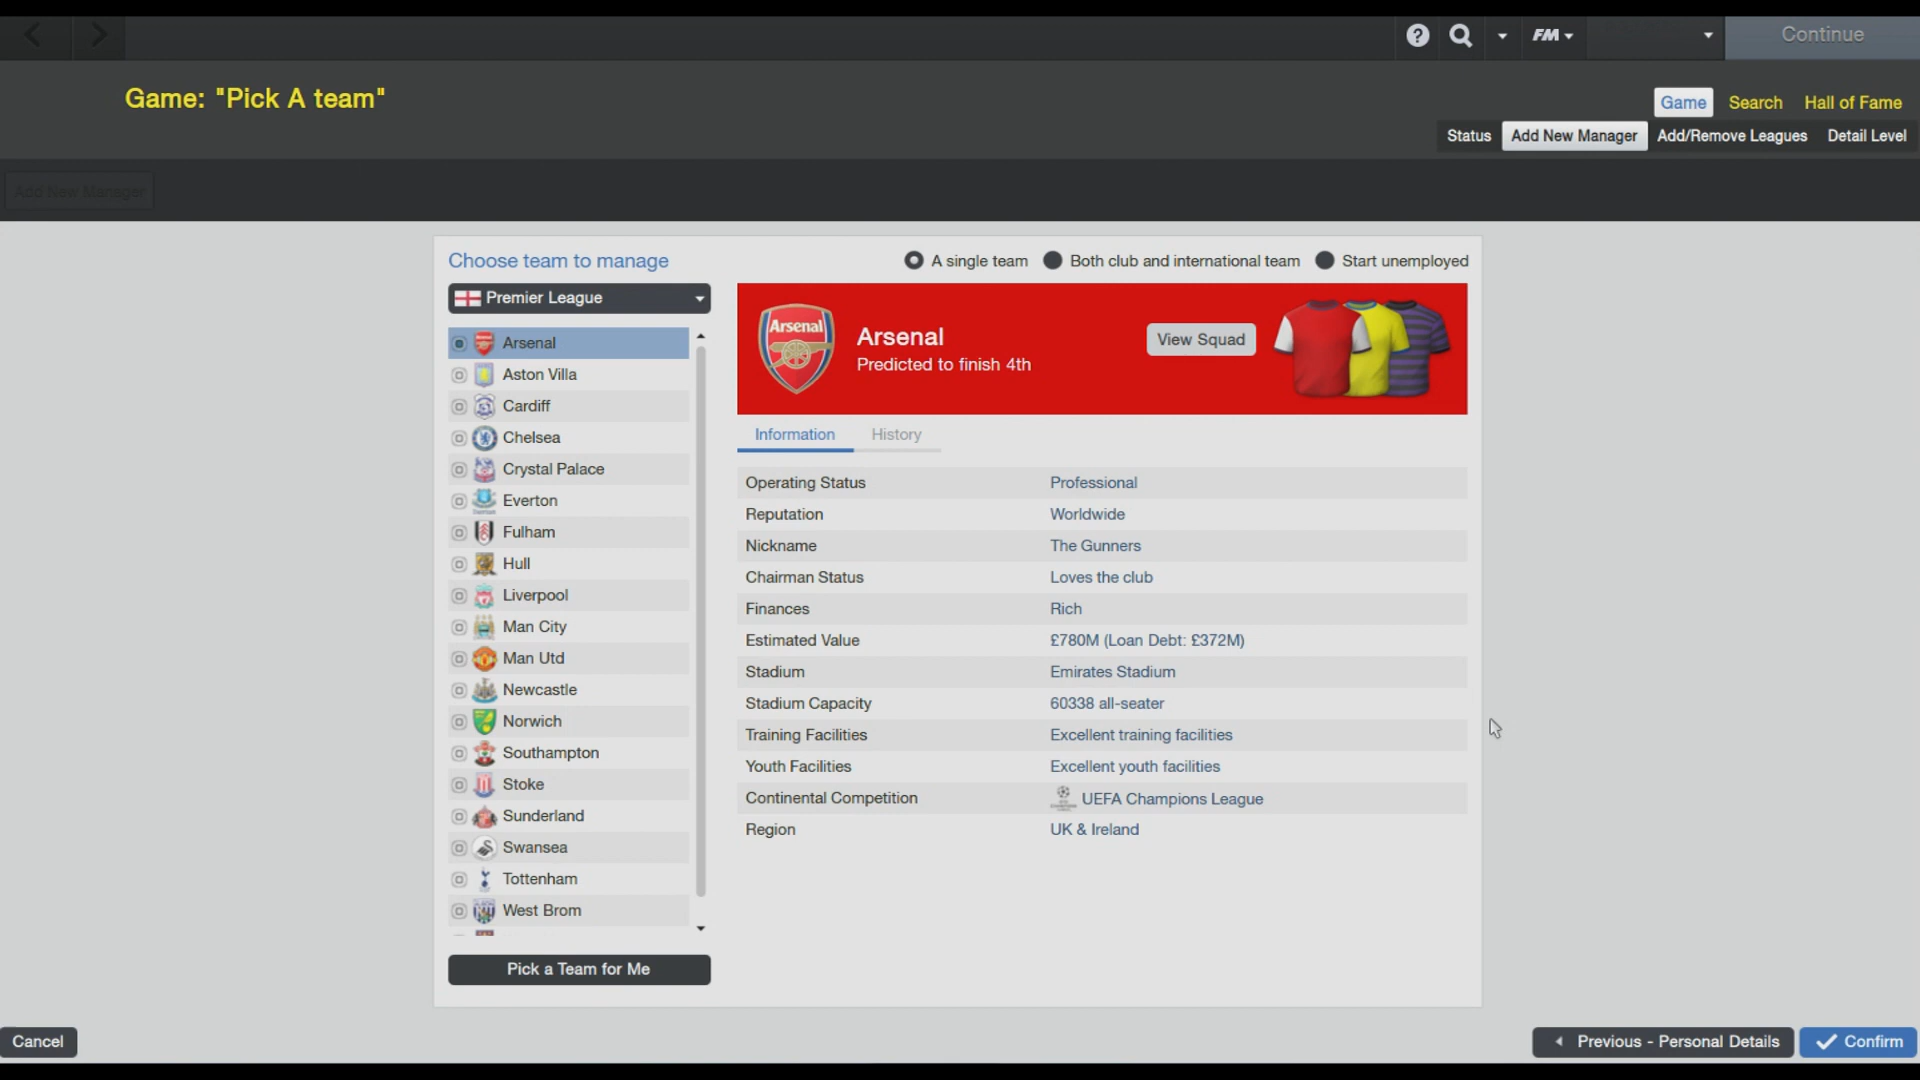 FM
Continue
Game: "Pick A team"
Game
Search
Hall of Fame
Status
Add New Manager
Add/Remove Leagues
Detail Level
Add New Manager
Choose team to manage
A single team
Both club and international team
Start unemployed
Premier League
Arsenal
Aston Villa
Cardiff
Chelsea
Crystal Palace
Everton
Fulham
Hull
Liverpool
Man City
Man Utd
Newcastle
Norwich
Southampton
Stoke
Sunderland
Swansea
Tottenham
West Brom
Pick a Team for Me
Arsenal
Arsenal
Predicted to finish 4th
View Squad
Information
History
Operating Status Professional
Reputation Worldwide
Nickname The Gunners
Chairman Status Loves the club
Finances Rich
Estimated Value £780M (Loan Debt: £372M)
Stadium Emirates Stadium
Stadium Capacity 60338 all-seater
Training Facilities Excellent training facilities
Youth Facilities Excellent youth facilities
Continental Competition UEFA Champions League
Region UK & Ireland
Cancel
Previous - Personal Details
Confirm